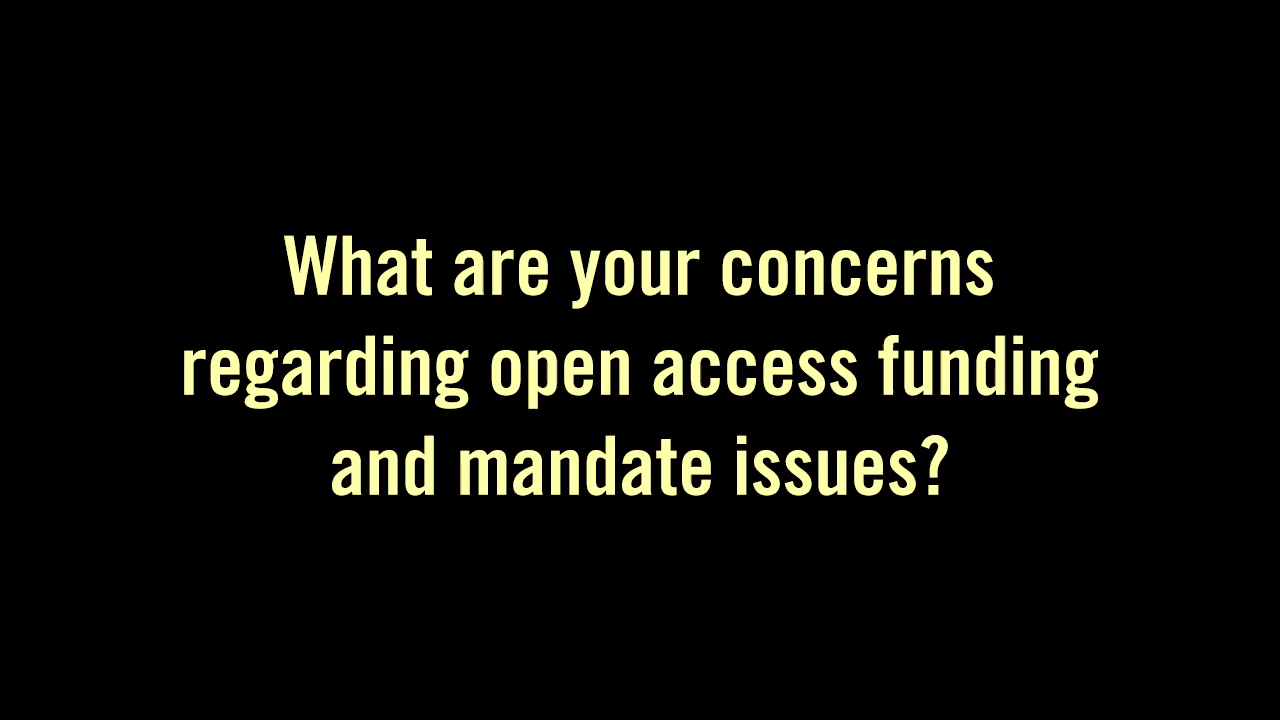 What are your concerns
regarding open access funding
and mandate issues?